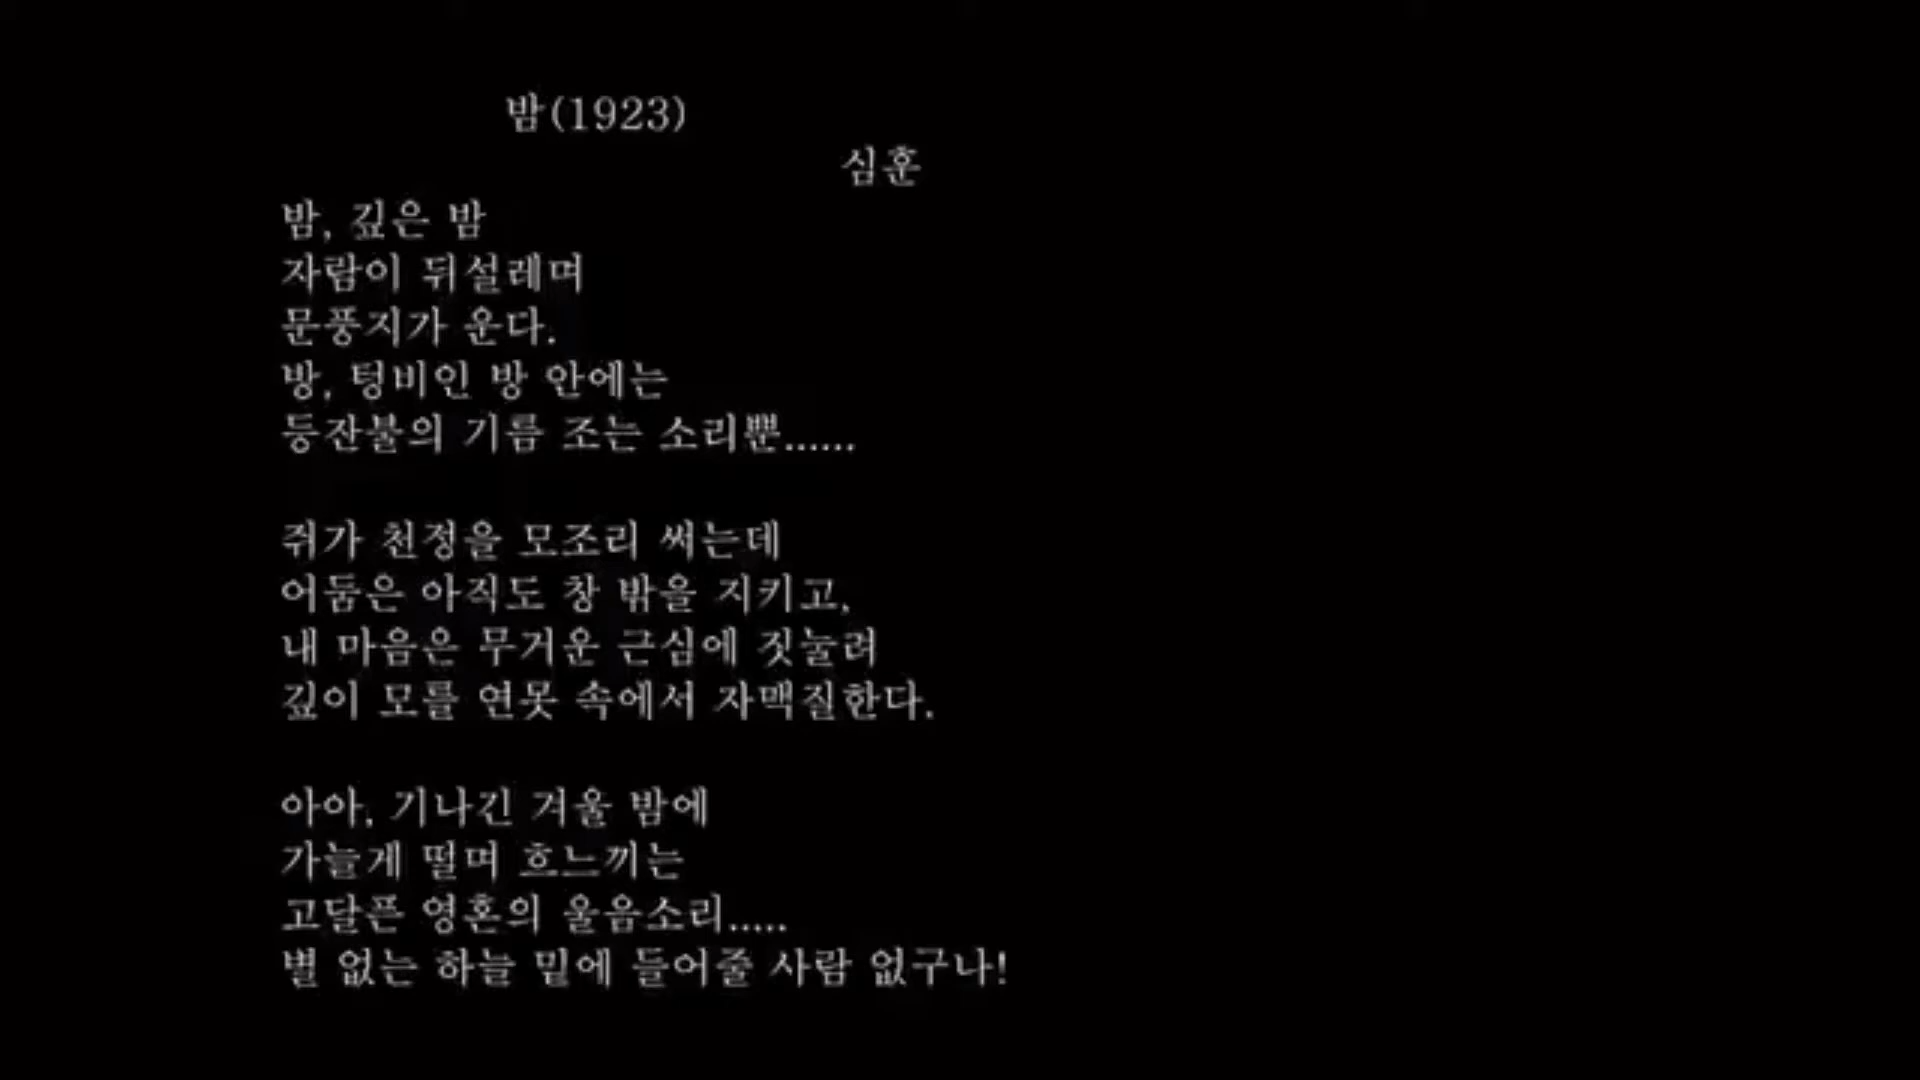 밤(1923)
심훈
밤, 깊은 밤
자람이 뒤설레며
문풍지가 운다.
방, 텅비인 방 안에는
등잔불의 기름 조는 소리뿐......
쥐가 천정을 모조리 써는데
어둠은 아직도 창 밖을 지키고,
내 마음은 무거운 근심에 짓눌려
깊이 모를 연못 속에서 자맥질한다.
아아, 기나긴 겨울 밤에
가늘게 떨며 흐느끼는
고달픈 영혼의 울음소리.....
별 없는 하늘 밑에 들어줄 사람 없구나!